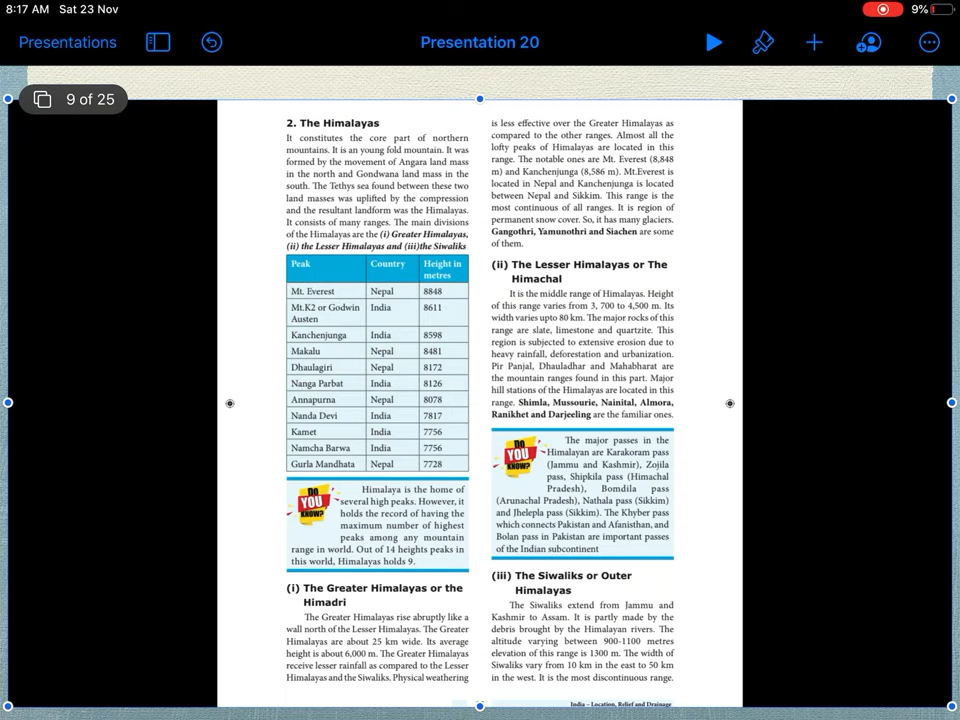 8:17 AM Sat 23 Nov
9%
Presentations
Presentation 20
9 of 25
2. The Himalayas
It constitutes the core part of northern
mountains. It is an young fold mountain. It was
formed by the movement of Angara land mass
in the north and Gondwana land mass in the
south. The Tethys sea found between these two
land masses was uplifted by the compression
and the resultant landform was the Himalayas.
It consists of many ranges. The main divisions
of the Himalayas are the (i) Greater Himalayas,
(ii) the Lesser Himalayas and (iii)the Siwaliks
Peak Country Height in
metres
Mt. Everest Nepal 8848
Mt.K2 or Godwin India 8611
Austen
Kanchenjunga India 8598
Makalu Nepal 8481
Dhaulagiri Nepal 8172
Nanga Parbat India 8126
Annapurna Nepal 8078
Nanda Devi India 7817
Kamet India 7756
Namcha Barwa India 7756
Gurla Mandhata Nepal 7728
DO YOU KNOW?
Himalaya is the home of
several high peaks. However, it
holds the record of having the
maximum number of highest
peaks among any mountain
range in world. Out of 14 heights peaks in
this world, Himalayas holds 9.
(i) The Greater Himalayas or the
Himadri
The Greater Himalayas rise abruptly like a
wall north of the Lesser Himalayas. The Greater
Himalayas are about 25 km wide. Its average
height is about 6,000 m. The Greater Himalayas
receive lesser rainfall as compared to the Lesser
Himalayas and the Siwaliks. Physical weathering
is less effective over the Greater Himalayas as
compared to the other ranges. Almost all the
lofty peaks of Himalayas are located in this
range. The notable ones are Mt. Everest (8,848
m) and Kanchenjunga (8,586 m). Mt.Everest is
located in Nepal and Kanchenjunga is located
between Nepal and Sikkim. This range is the
most continuous of all ranges. It is region of
permanent snow cover. So, it has many glaciers.
Gangothri, Yamunothri and Siachen are some
of them.
(ii) The Lesser Himalayas or The
Himachal
It is the middle range of Himalayas. Height
of this range varies from 3, 700 to 4,500 m. Its
width varies upto 80 km. The major rocks of this
range are slate, limestone and quartzite. This
region is subjected to extensive erosion due to
heavy rainfall, deforestation and urbanization.
Pir Panjal, Dhauladhar and Mahabharat are
the mountain ranges found in this part. Major
hill stations of the Himalayas are located in this
range. Shimla, Mussourie, Nainital, Almora,
Ranikhet and Darjeeling are the familiar ones.
DO YOU KNOW?
The major passes in the
Himalayan are Karakoram pass
(Jammu and Kashmir), Zojila
pass, Shipkila pass (Himachal
Pradesh), Bomdila pass
(Arunachal Pradesh), Nathala pass (Sikkim)
and Jhelepla pass (Sikkim). The Khyber pass
which connects Pakistan and Afanisthan, and
Bolan pass in Pakistan are important passes
of the Indian subcontinent
(iii) The Siwaliks or Outer
Himalayas
The Siwaliks extend from Jammu and
Kashmir to Assam. It is partly made by the
debris brought by the Himalayan rivers. The
altitude varying between 900-1100 metres
elevation of this range is 1300 m. The width of
Siwaliks vary from 10 km in the east to 50 km
in the west. It is the most discontinuous range.
India – Location, Relief and Drainage